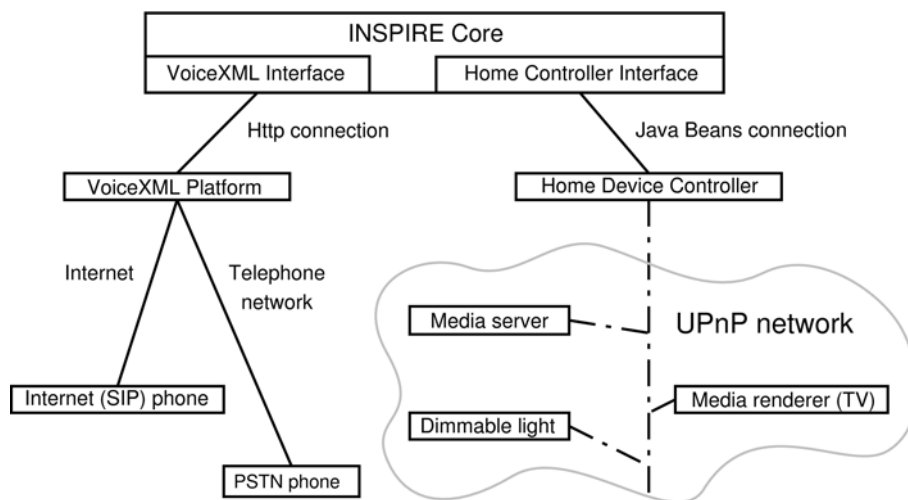 INSPIRE Core
VoiceXML Interface
Home Controller Interface
Http connection
Java Beans connection
VoiceXML Platform
Home Device Controller
Internet
Telephone
network
Media server
UPnP network
Internet (SIP) phone
Media renderer (TV)
Dimmable light
PSTN phone